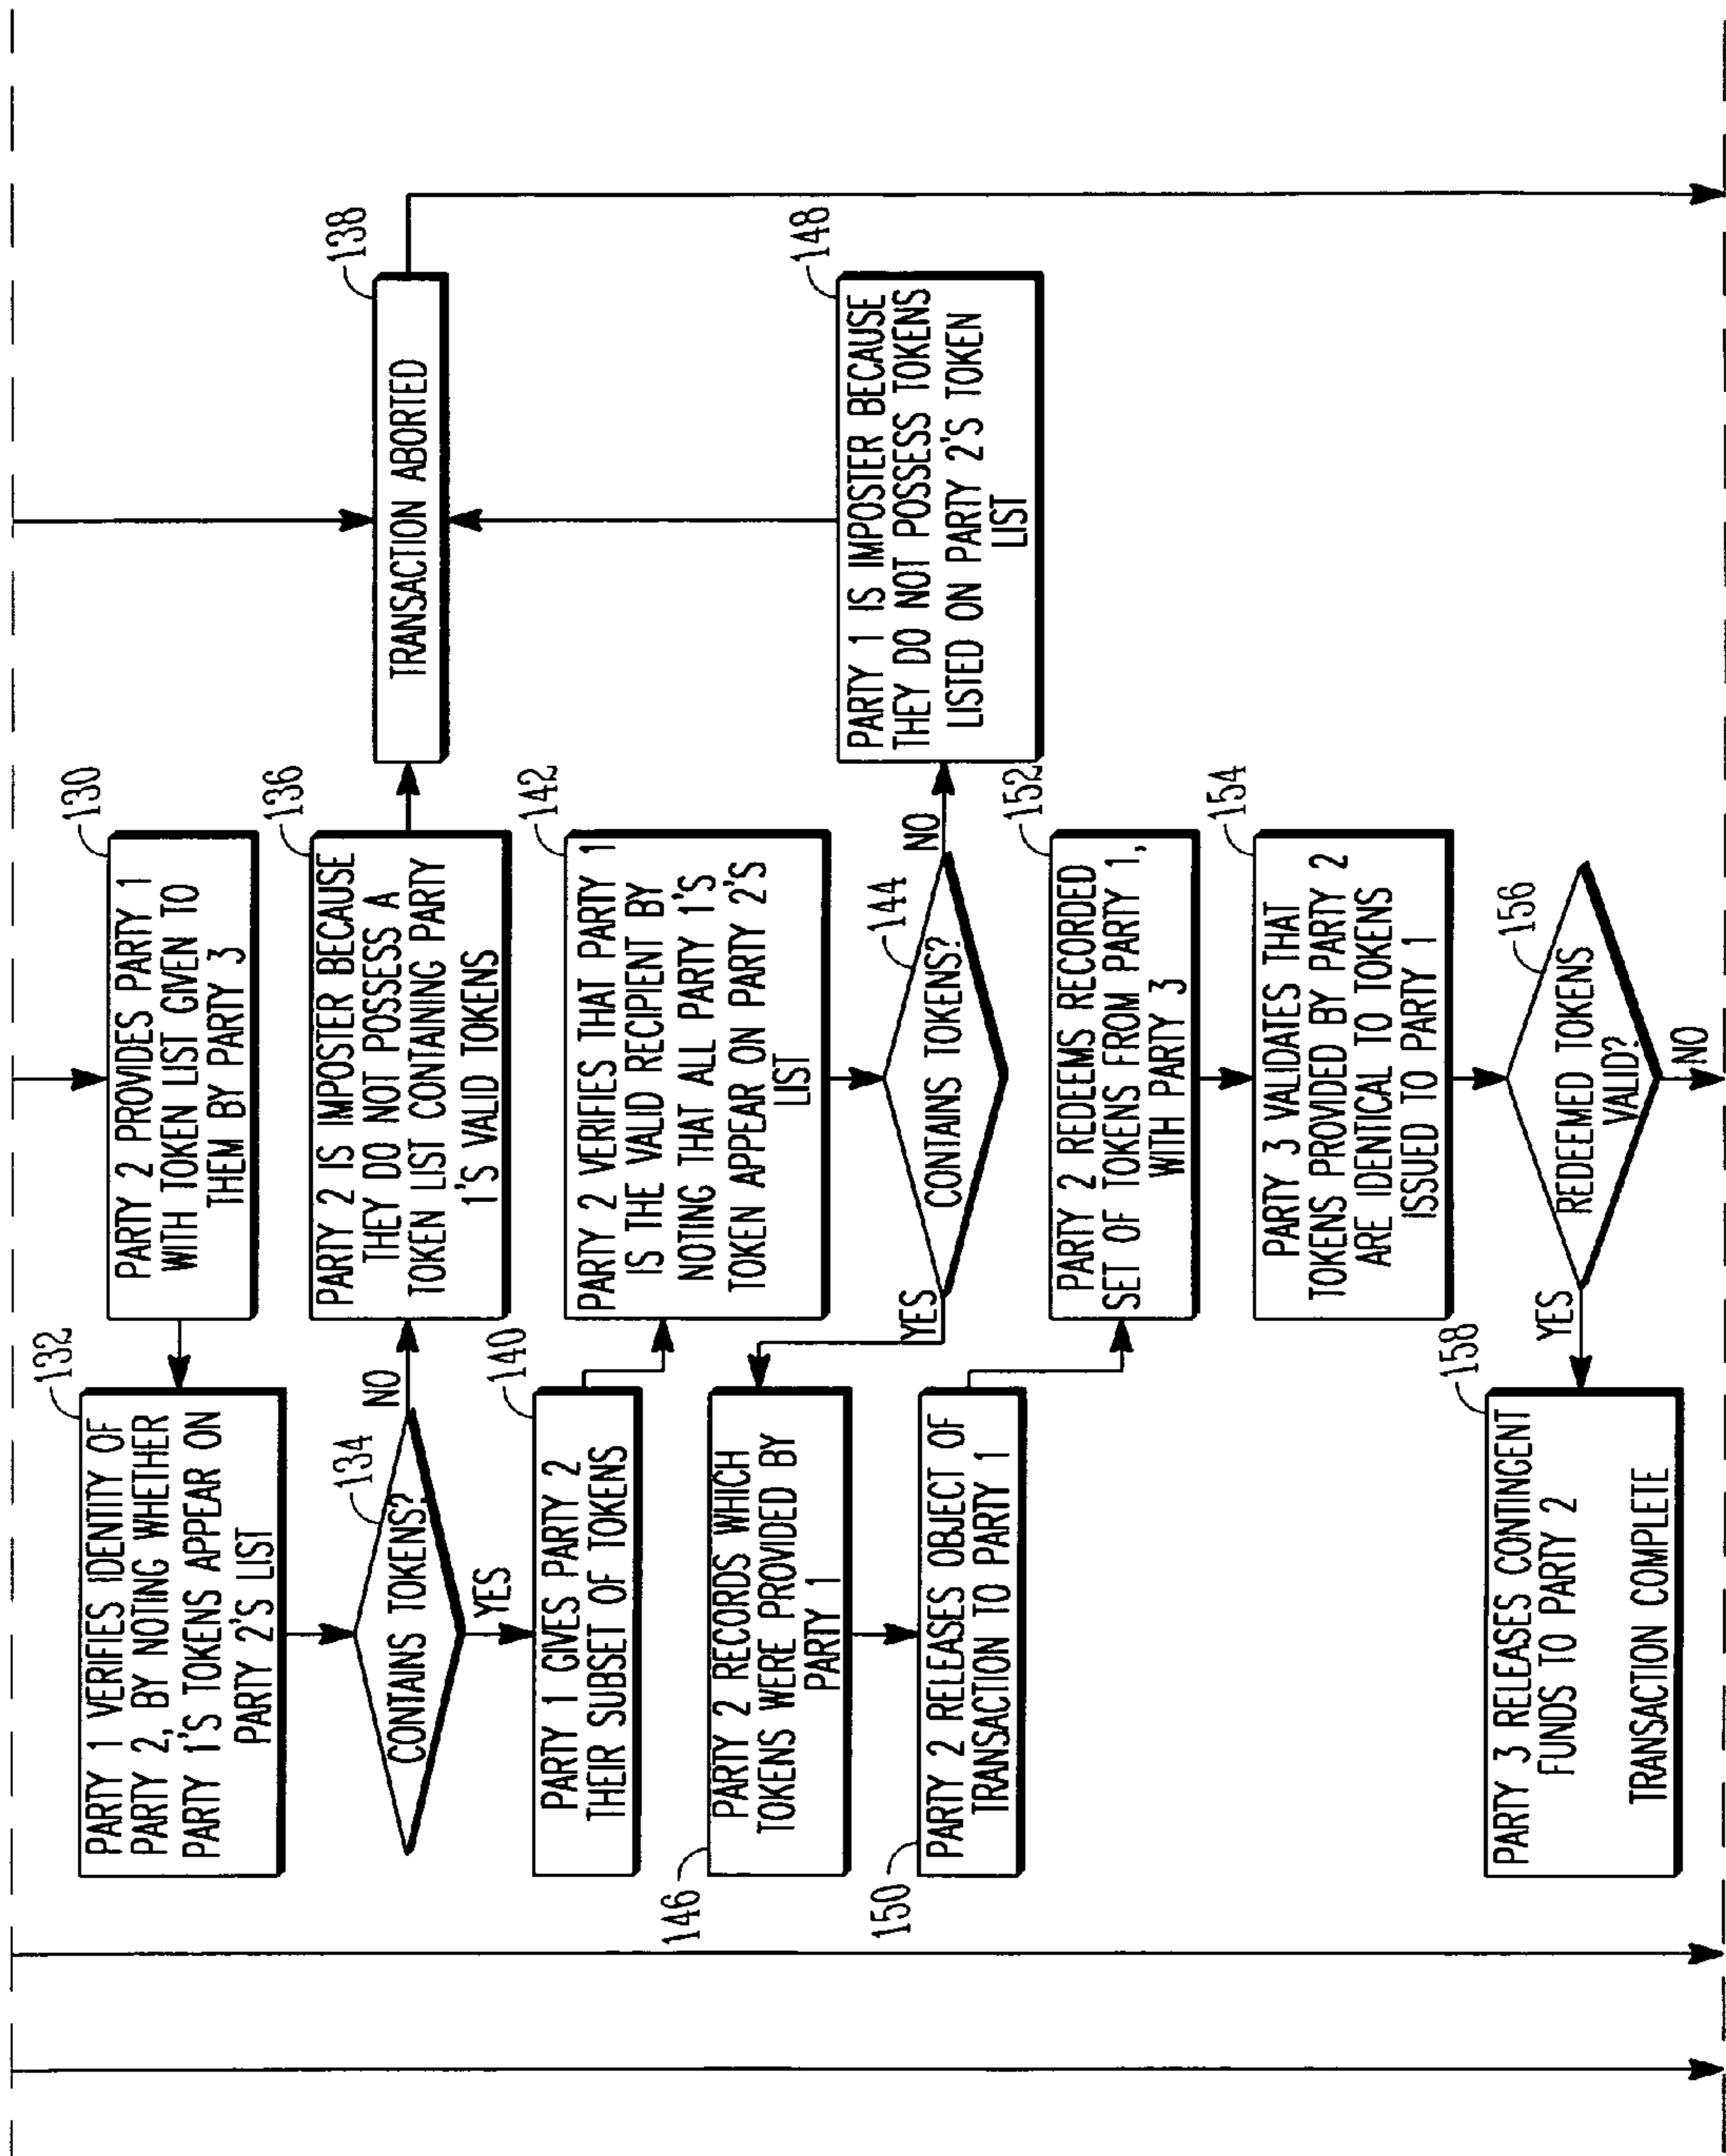 130
PARTY 2 PROVIDES PARTY 1
WITH TOKEN LIST GIVEN TO
THEM BY PARTY 3
132
PARTY 1 VERIFIES IDENTITY OF
PARTY 2, BY NOTING WHETHER
PARTY 1'S TOKENS APPEAR ON
PARTY 2'S LIST
134
CONTAINS TOKENS?
NO
YES
136
PARTY 2 IS IMPOSTER BECAUSE
THEY DO NOT POSSESS A
TOKEN LIST CONTAINING PARTY
1'S VALID TOKENS
138
TRANSACTION ABORTED
140
PARTY 1 GIVES PARTY 2
THEIR SUBSET OF TOKENS
142
PARTY 2 VERIFIES THAT PARTY 1
IS THE VALID RECIPIENT BY
NOTING THAT ALL PARTY 1'S
TOKEN APPEAR ON PARTY 2'S
LIST
144
CONTAINS TOKENS?
YES
NO
146
PARTY 2 RECORDS WHICH
TOKENS WERE PROVIDED BY
PARTY 1
148
PARTY 1 IS IMPOSTER BECAUSE
THEY DO NOT POSSESS TOKENS
LISTED ON PARTY 2'S TOKEN
LIST
150
PARTY 2 RELEASES OBJECT OF
TRANSACTION TO PARTY 1
152
PARTY 2 REDEEMS RECORDED
SET OF TOKENS FROM PARTY 1,
WITH PARTY 3
154
PARTY 3 VALIDATES THAT
TOKENS PROVIDED BY PARTY 2
ARE IDENTICAL TO TOKENS
ISSUED TO PARTY 1
156
REDEEMED TOKENS
VALID?
YES
NO
158
PARTY 3 RELEASES CONTINGENT
FUNDS TO PARTY 2
TRANSACTION COMPLETE